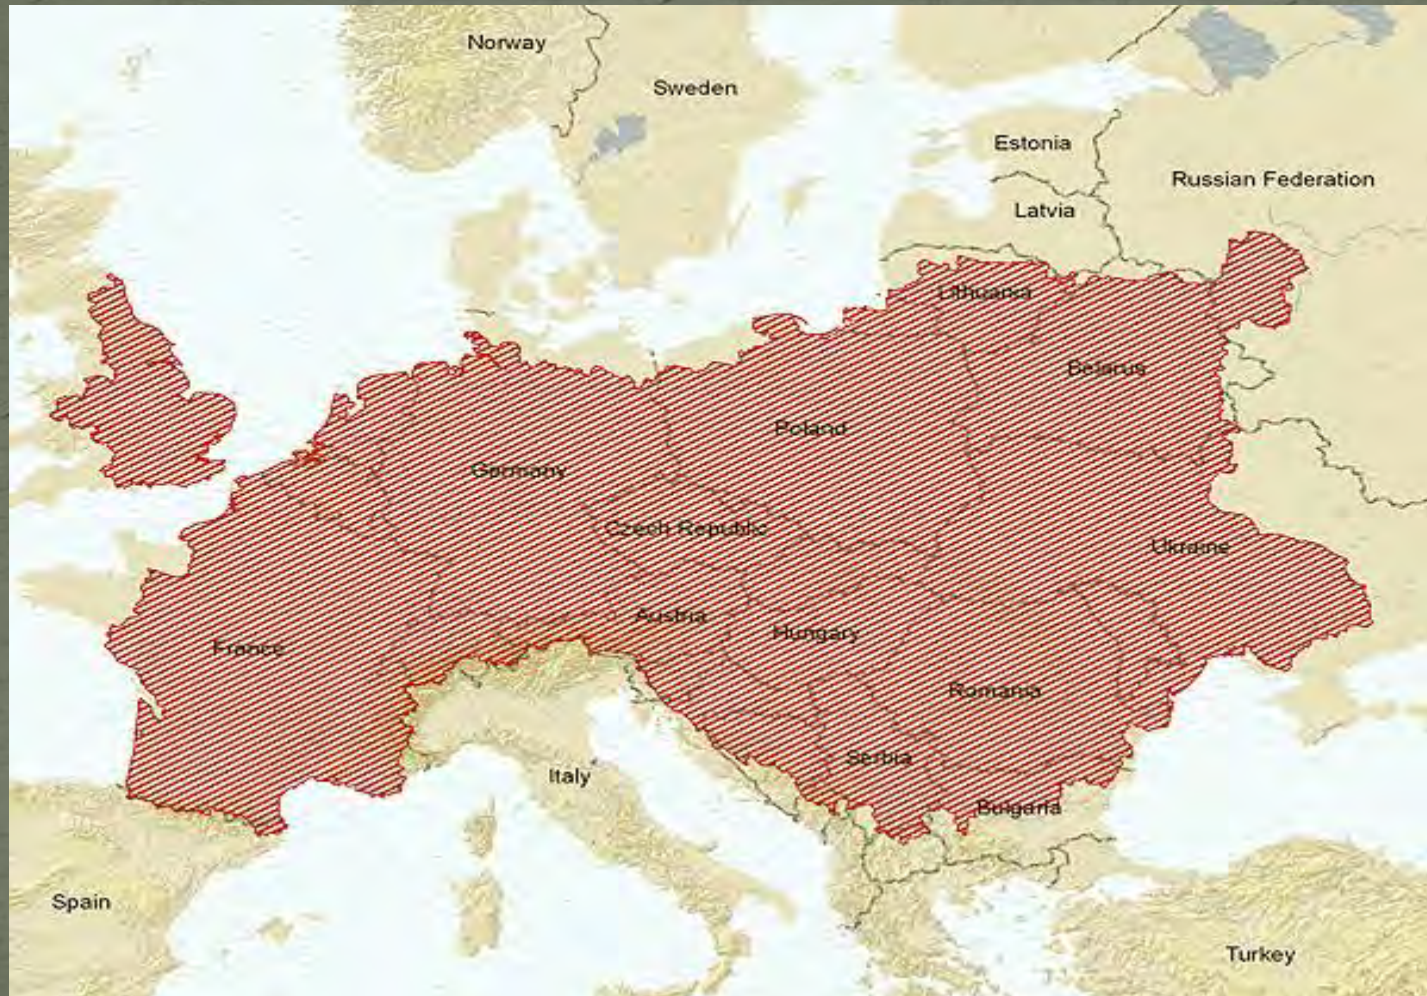 Norway
Sweden
Estonia
Russian Federation
Latvia
Lithuania
Belarus
Poland
Germany
Czech Republic
Ukraine
Austria
Hungary
France
Romania
Serbia
Italy
Bulgaria
Spain
Turkey